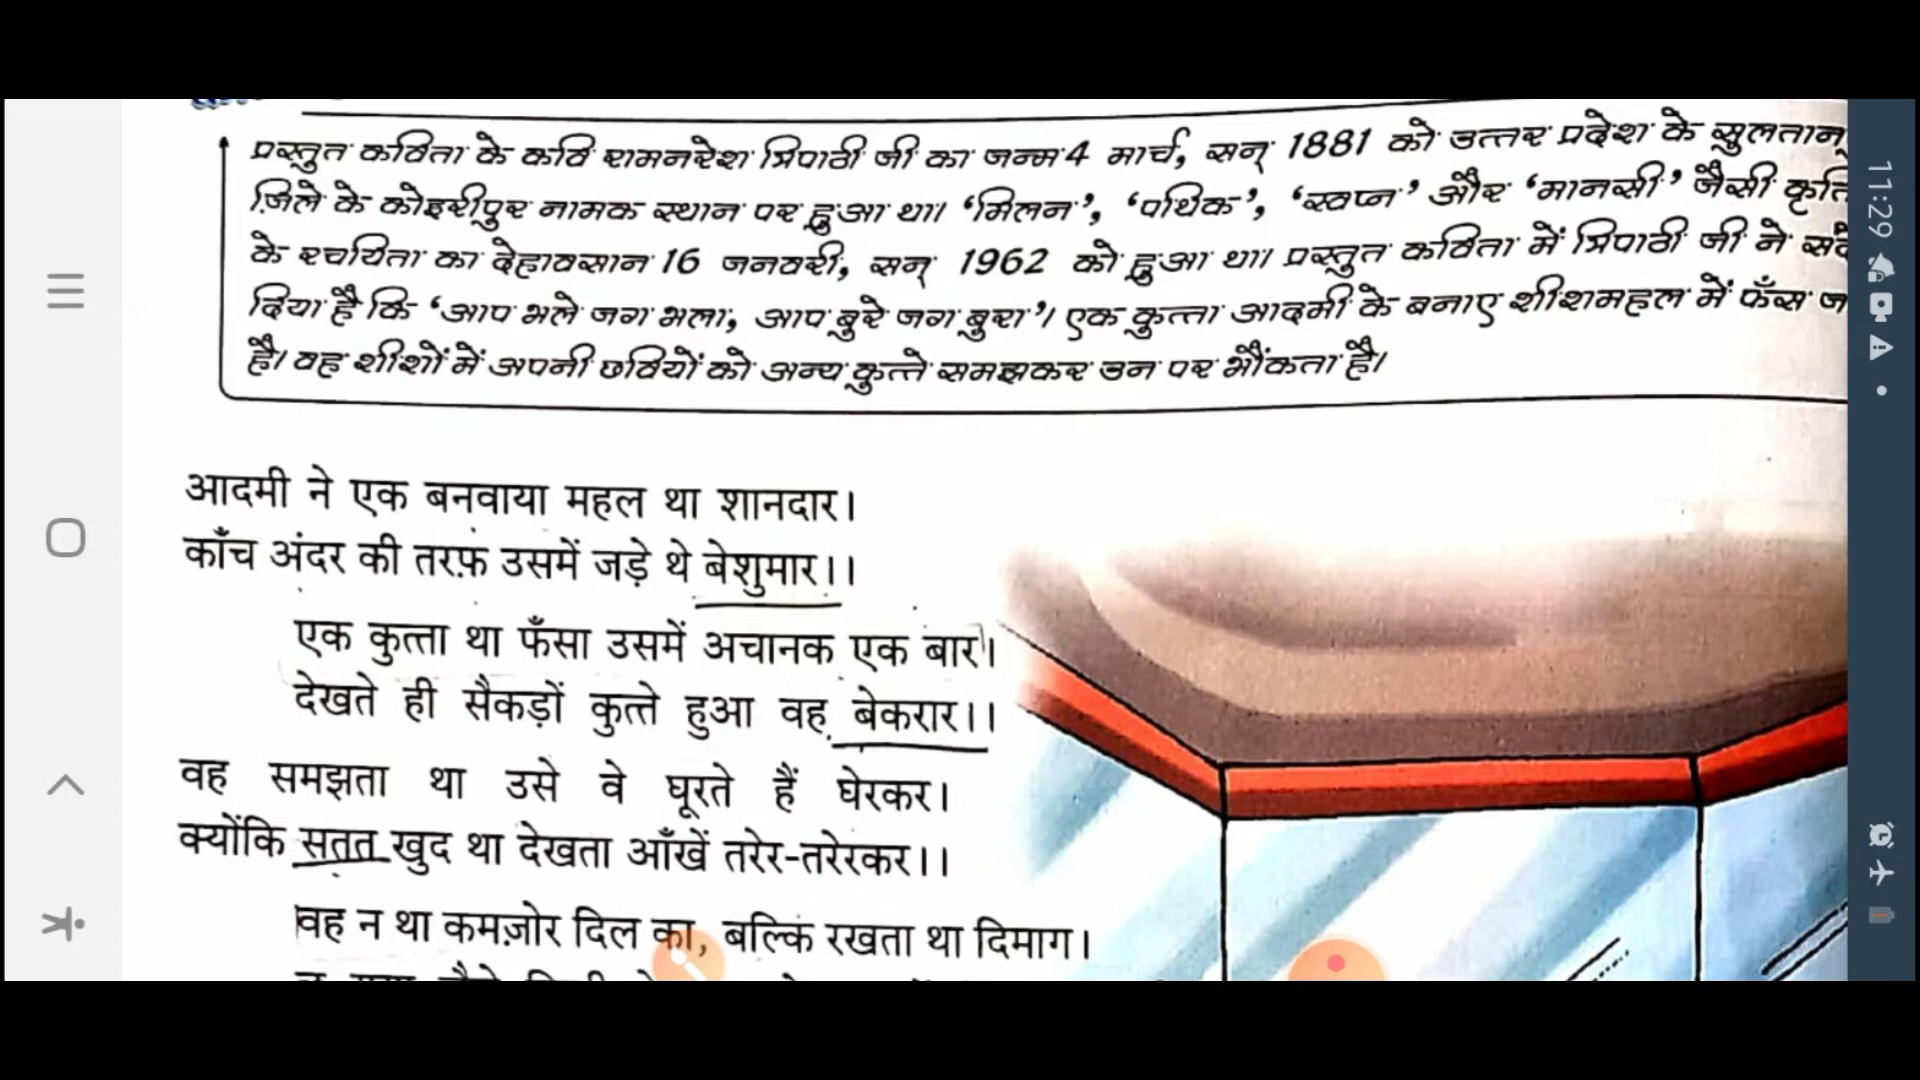 प्रस्तुत कविता के कवि रामनरेश त्रिपाठी जी का जन्म 4 मार्च, सन् 1881 को उत्तर प्रदेश के सुलतान
ज़िले के कोइरीपुर नामक स्थान पर हुआ था। ‘मिलन’, ‘पथिक’, ‘स्वप्न’ और ‘मानसी’ जैसी कृति
के रचयिता का देहावसान 16 जनवरी, सन् 1962 को हुआ था। प्रस्तुत कविता में त्रिपाठी जी ने संदे
दिया है कि ‘आप भले जग भला, आप बुरे जग बुरा’। एक कुत्ता आदमी के बनाए शीशमहल में फँस ज
है। वह शीशों में अपनी छवियों को अन्य कुत्ते समझकर उन पर भौंकता है।
आदमी ने एक बनवाया महल था शानदार।
काँच अंदर की तरफ़ उसमें जड़े थे बेशुमार।।
एक कुत्ता था फँसा उसमें अचानक एक बार।
देखते ही सैकड़ों कुत्ते हुआ वह बेकरार।।
वह समझता था उसे वे घूरते हैं घेरकर।
क्योंकि सतत खुद था देखता आँखें तरेर-तरेरकर।।
वह न था कमज़ोर दिल का, बल्कि रखता था दिमाग।
11:29